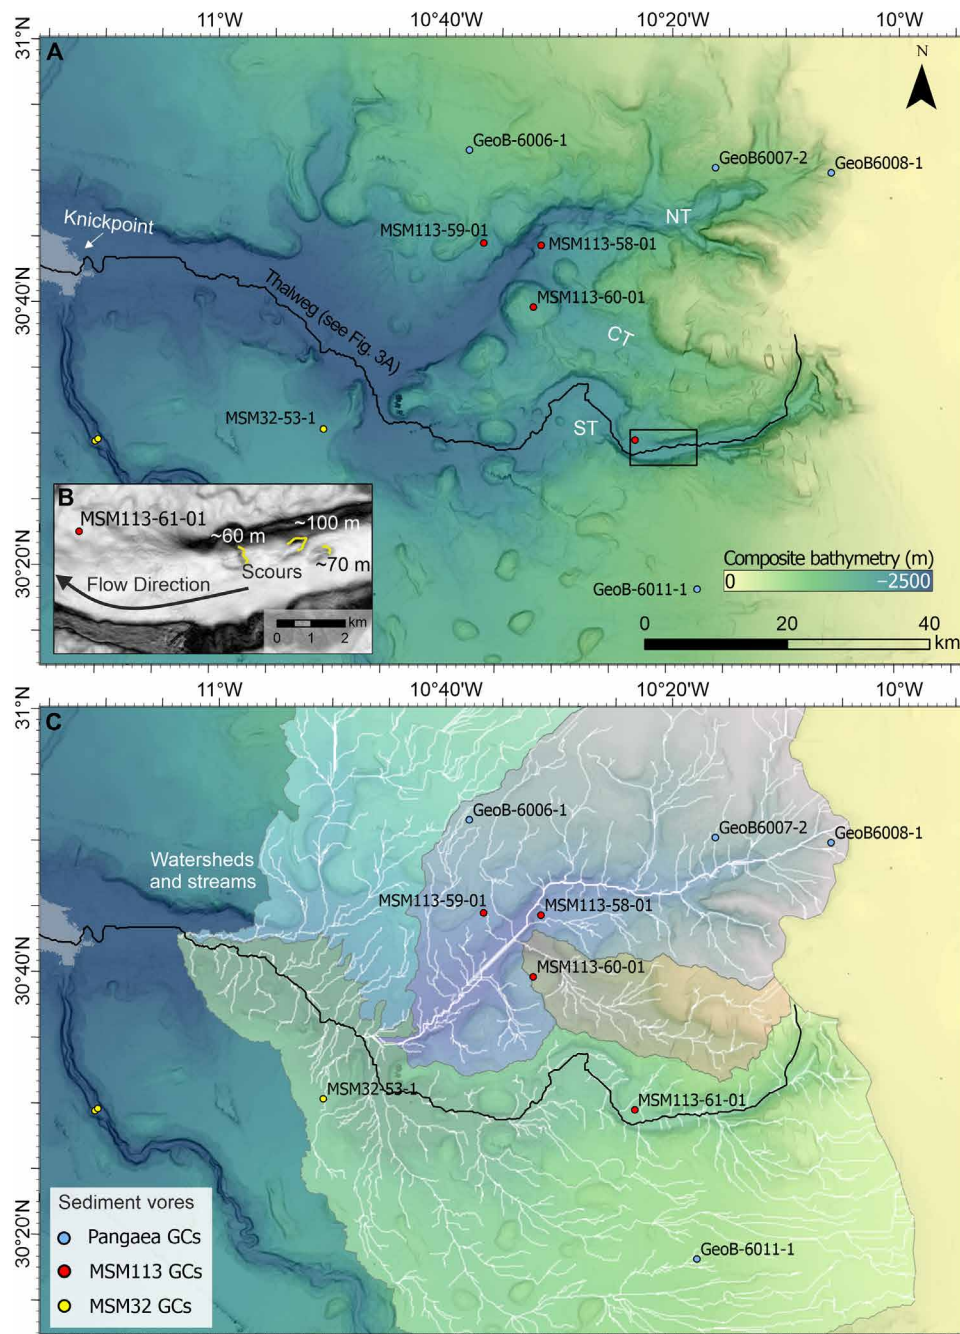 11°W 10°40'W 10°20'W 10°W
31°N
A
N
GeoB-6006-1
GeoB6007-2
GeoB6008-1
NT
Knickpoint
MSM113-59-01
MSM113-58-01
30°40'N
MSM113-60-01
Thalweg (see Fig. 3A)
CT
MSM32-53-1
ST
B
MSM113-61-01
~60 m
~100 m
~70 m
Scours
Flow Direction
km
0 1 2
30°20'N
GeoB-6011-1
Composite bathymetry (m)
0 −2500
0 20 40
km
11°W 10°40'W 10°20'W 10°W
31°N
C
GeoB-6006-1
GeoB6007-2
GeoB6008-1
Watersheds
and streams
MSM113-59-01
MSM113-58-01
30°40'N
MSM113-60-01
MSM32-53-1
MSM113-61-01
Sediment vores
Pangaea GCs
MSM113 GCs
MSM32 GCs
30°20'N
GeoB-6011-1